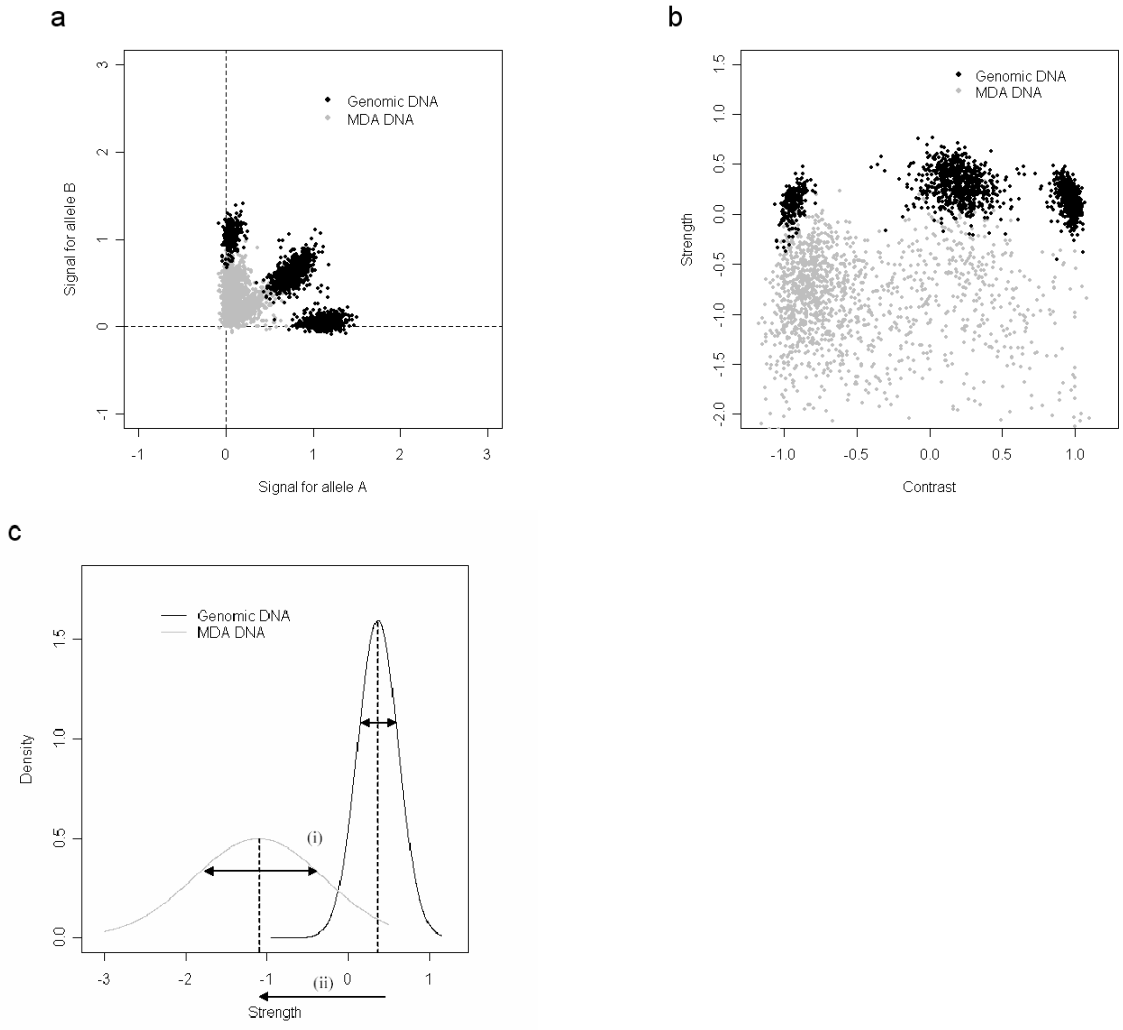 a
3
2
1
0
-1
Signal for allele B
Genomic DNA
MDA DNA
-1 0 1 2 3
Signal for allele A
b
1.5
1.0
0.5
0.0
-0.5
-1.0
-1.5
-2.0
Strength
Genomic DNA
MDA DNA
-1.0 -0.5 0.0 0.5 1.0
Contrast
c
1.5
1.0
0.5
0.0
Density
Genomic DNA
MDA DNA
(i)
-3 -2 -1 0 1
(ii)
Strength